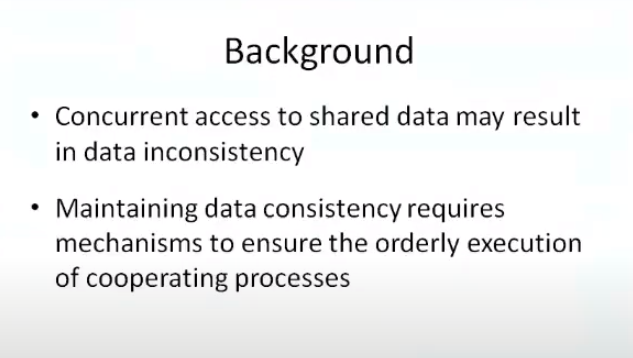 Background
• Concurrent access to shared data may result
in data inconsistency
• Maintaining data consistency requires
mechanisms to ensure the orderly execution
of cooperating processes